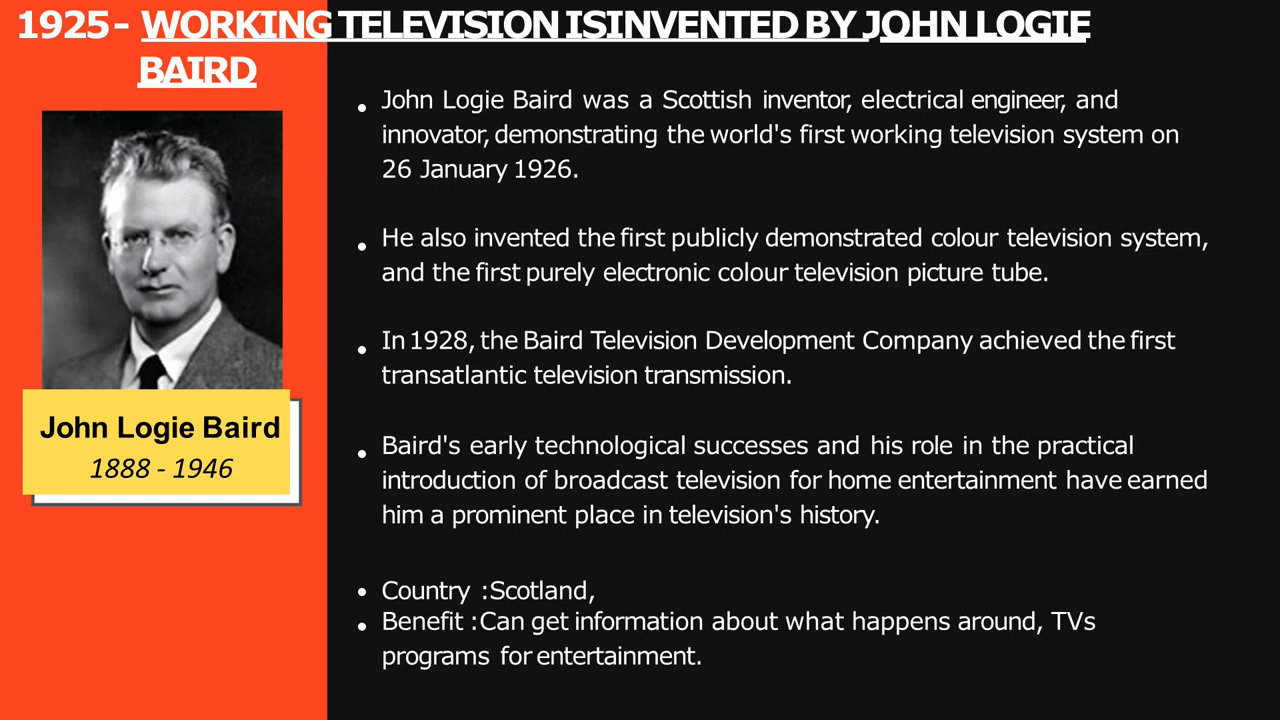 1925- WORKING TELEVISION ISINVENTED BY JOHN LOGIE
BAIRD
John Logie Baird
1888 - 1946
• John Logie Baird was a Scottish inventor, electrical engineer, and
innovator, demonstrating the world's first working television system on
26 January 1926.
• He also invented the first publicly demonstrated colour television system,
and the first purely electronic colour television picture tube.
• In 1928, the Baird Television Development Company achieved the first
transatlantic television transmission.
• Baird's early technological successes and his role in the practical
introduction of broadcast television for home entertainment have earned
him a prominent place in television's history.
• Country :Scotland,
• Benefit :Can get information about what happens around, TVs
programs for entertainment.